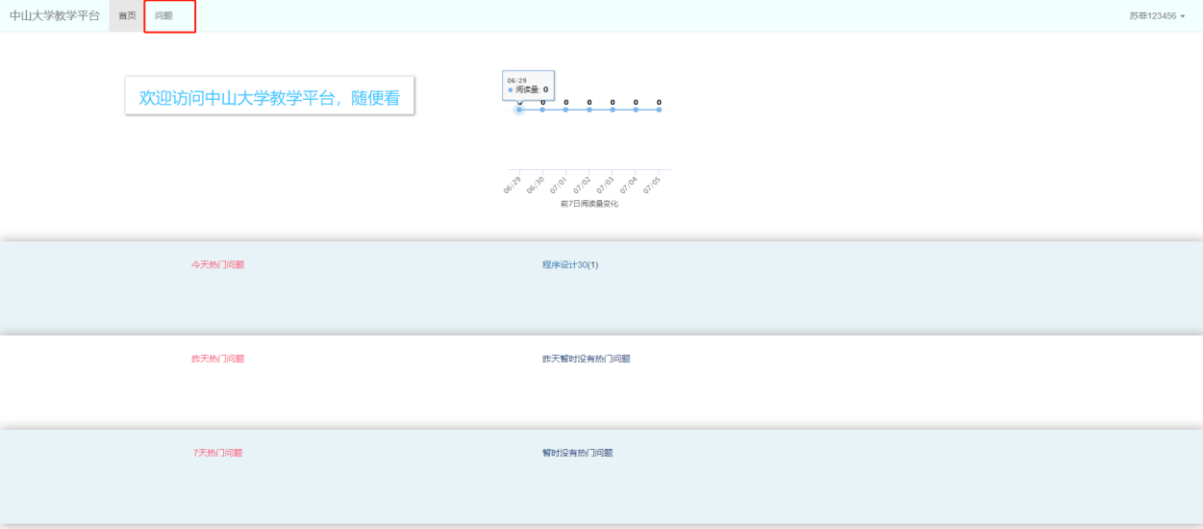 中山大学教学平台 首页 问题 苏菲123456
欢迎访问中山大学教学平台，随便看
06/29
阅读量: 0
0 0 0 0 0 0 0
06/29 06/30 07/01 07/02 07/03 07/04 07/05
前7日阅读量变化
今天热门问题 程序设计30(1)
昨天热门问题 昨天暂时没有热门问题
7天热门问题 暂时没有热门问题